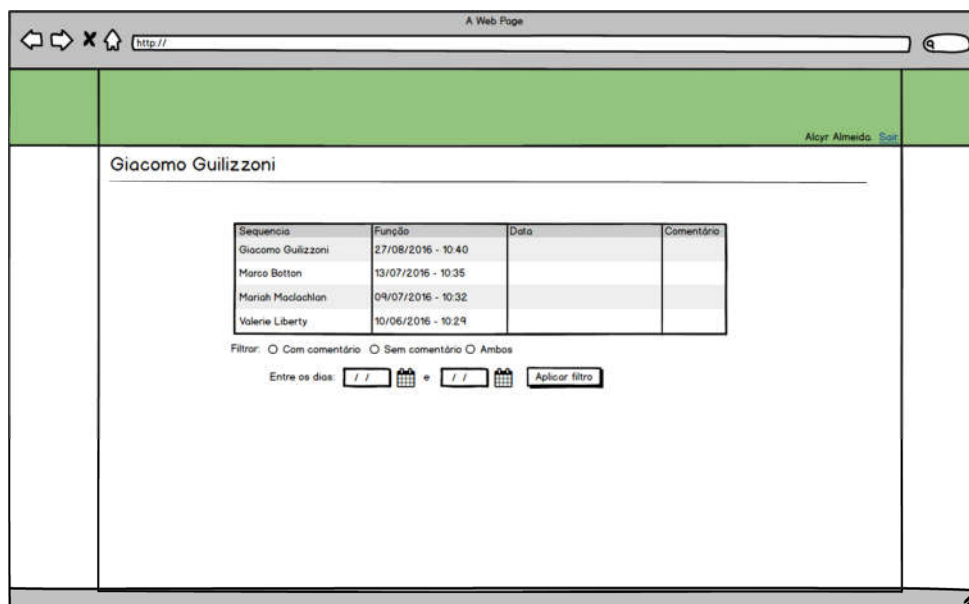 A Web Page
http://
Alcyr Almeida Sair
Giacomo Guilizzoni
Sequencia Função Data Comentário
Giacomo Guilizzoni 27/08/2016 - 10:40
Marco Botton 13/07/2016 - 10:35
Mariah Maclachlan 09/07/2016 - 10:32
Valerie Liberty 10/06/2016 - 10:29
Filtrar: Com comentário Sem comentário Ambos
Entre os dias: / / e / / Aplicar filtro